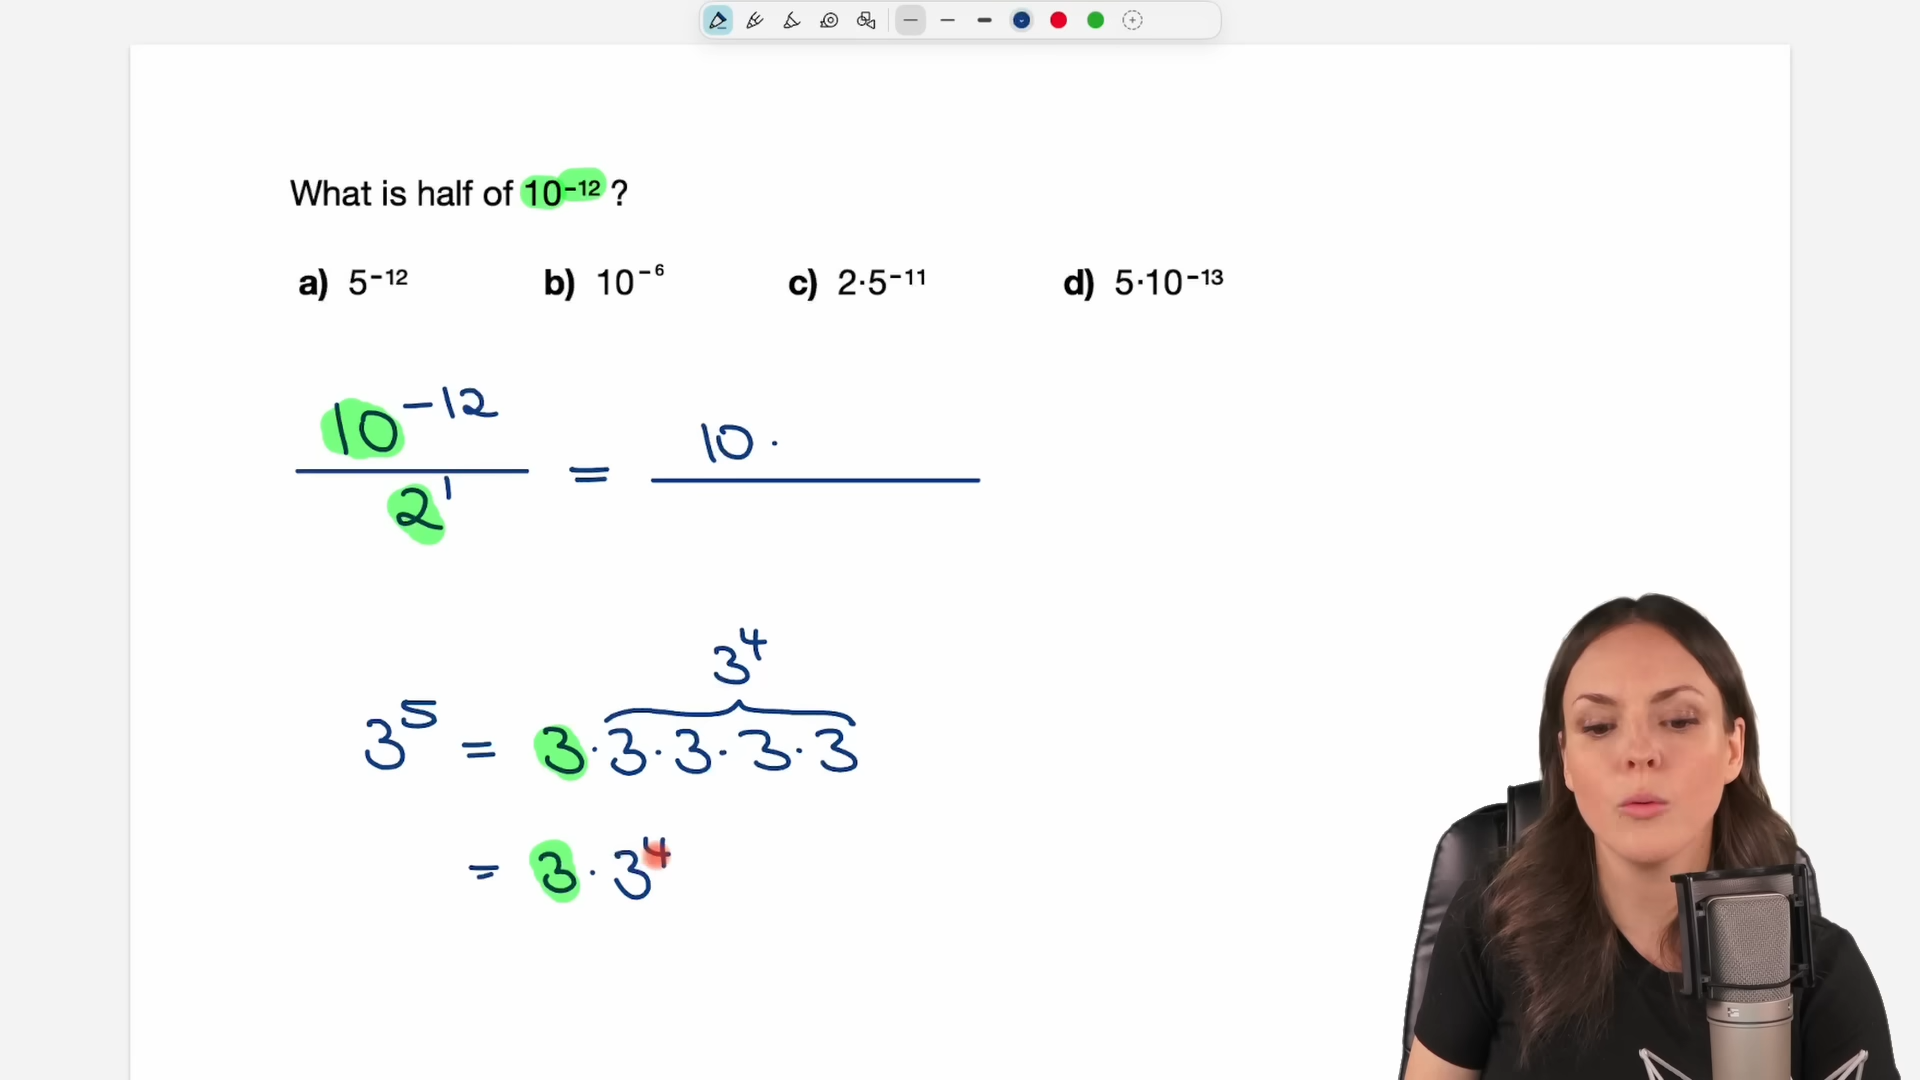 What is half of 10⁻¹² ?
a) 5⁻¹² b) 10⁻⁶ c) 2·5⁻¹¹ d) 5·10⁻¹³
10⁻¹² / 2¹ = 10 ·
3⁴
3⁵ = 3·3·3·3·3
= 3·3⁴